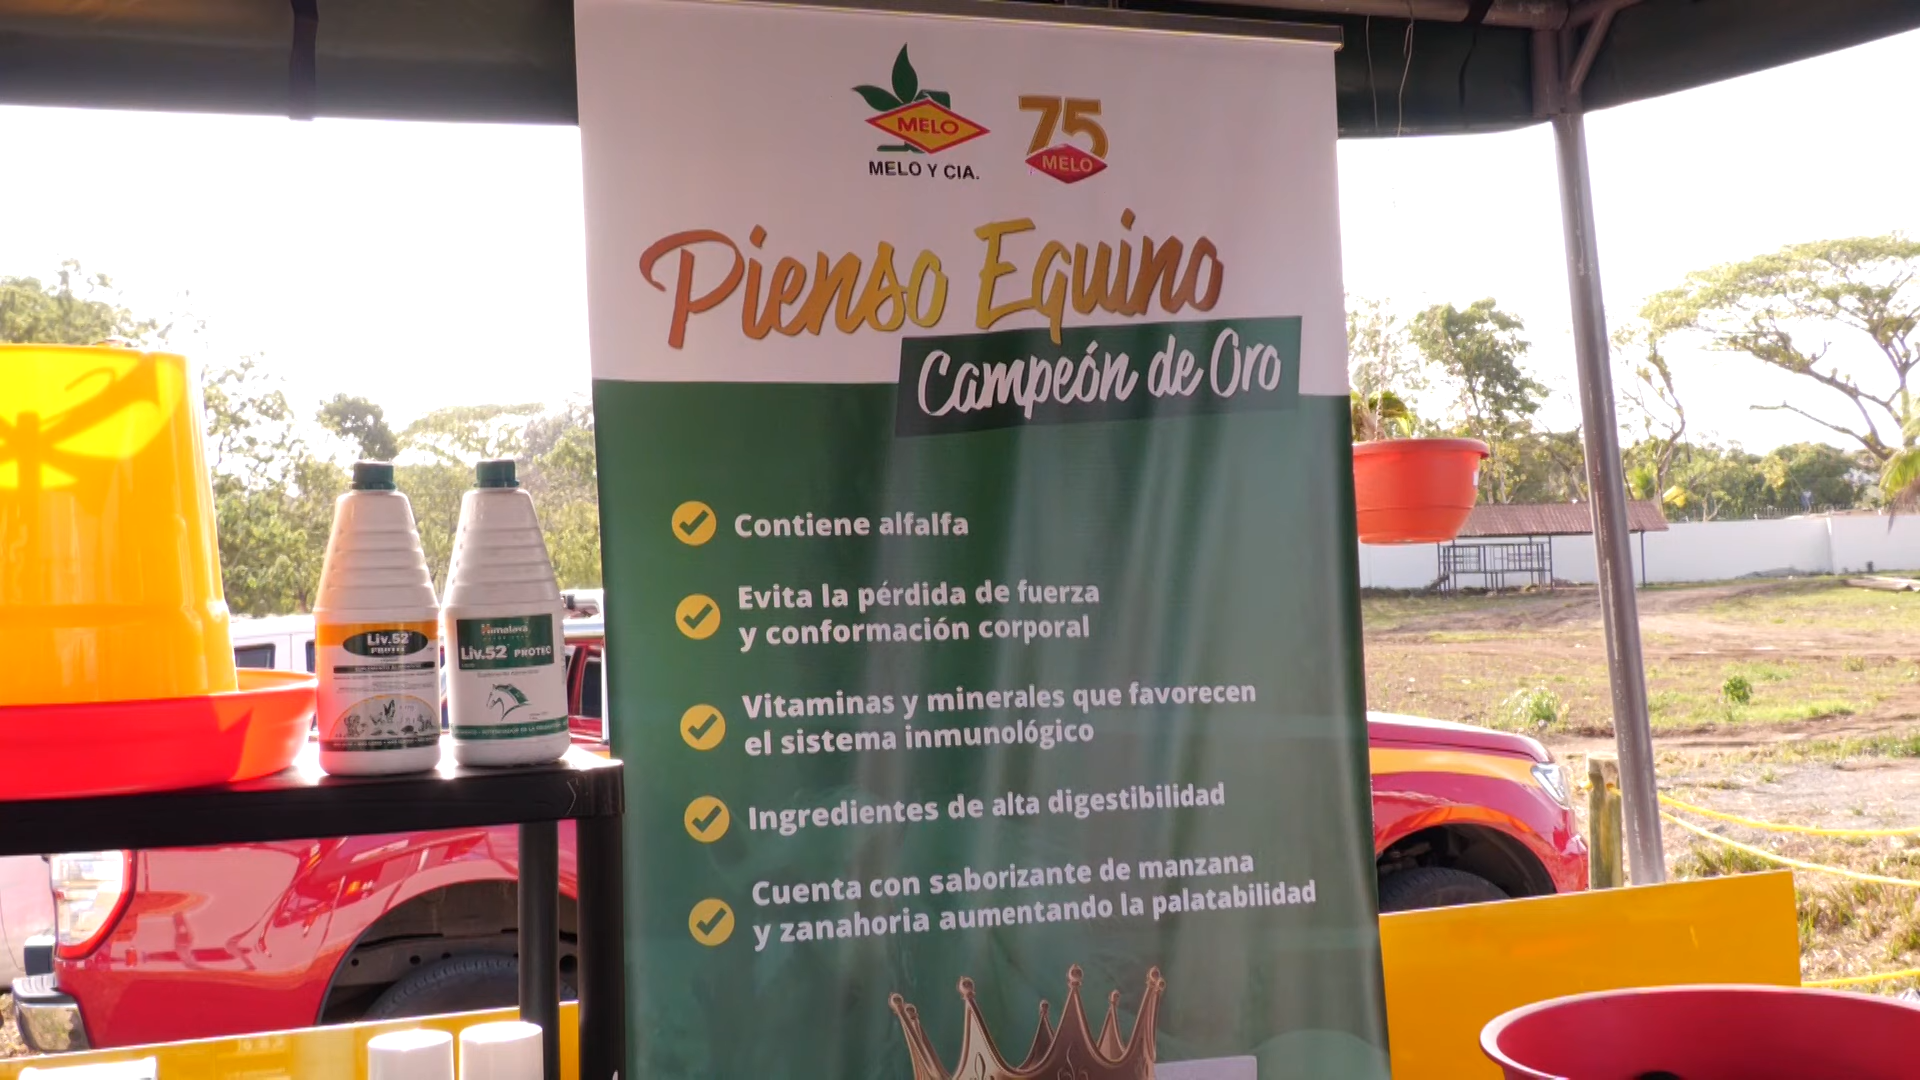 MELO
MELO Y CIA.
75
MELO
Pienso Equino
Campeón de Oro
Contiene alfalfa
Evita la pérdida de fuerza
y conformación corporal
Vitaminas y minerales que favorecen
el sistema inmunológico
Ingredientes de alta digestibilidad
Cuenta con saborizante de manzana
y zanahoria aumentando la palatabilidad
Liv.52
PROTEC
Himalaya
Liv.52 PROTEC